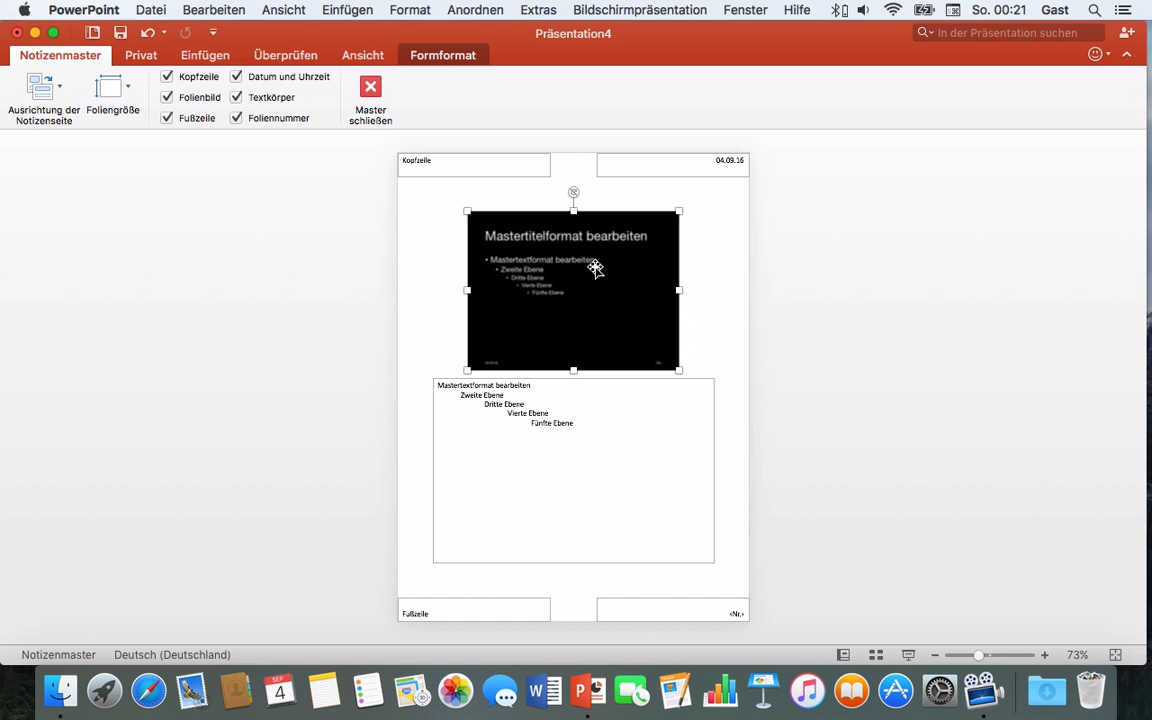 PowerPoint Datei Bearbeiten Ansicht Einfügen Format Anordnen Extras Bildschirmpräsentation Fenster Hilfe So. 00:21 Gast
Präsentation4
In der Präsentation suchen
Notizenmaster Privat Einfügen Überprüfen Ansicht Formformat
Kopfzeile Datum und Uhrzeit
Folienbild Textkörper
Fußzeile Foliennummer
Ausrichtung der Notizenseite
Foliengröße
Master schließen
Kopfzeile
04.09.16
Mastertitelformat bearbeiten
• Mastertextformat bearbeiten
• Zweite Ebene
• Dritte Ebene
• Vierte Ebene
• Fünfte Ebene
Mastertextformat bearbeiten
Zweite Ebene
Dritte Ebene
Vierte Ebene
Fünfte Ebene
Fußzeile
‹Nr.›
Notizenmaster Deutsch (Deutschland)
73%
SEP
4